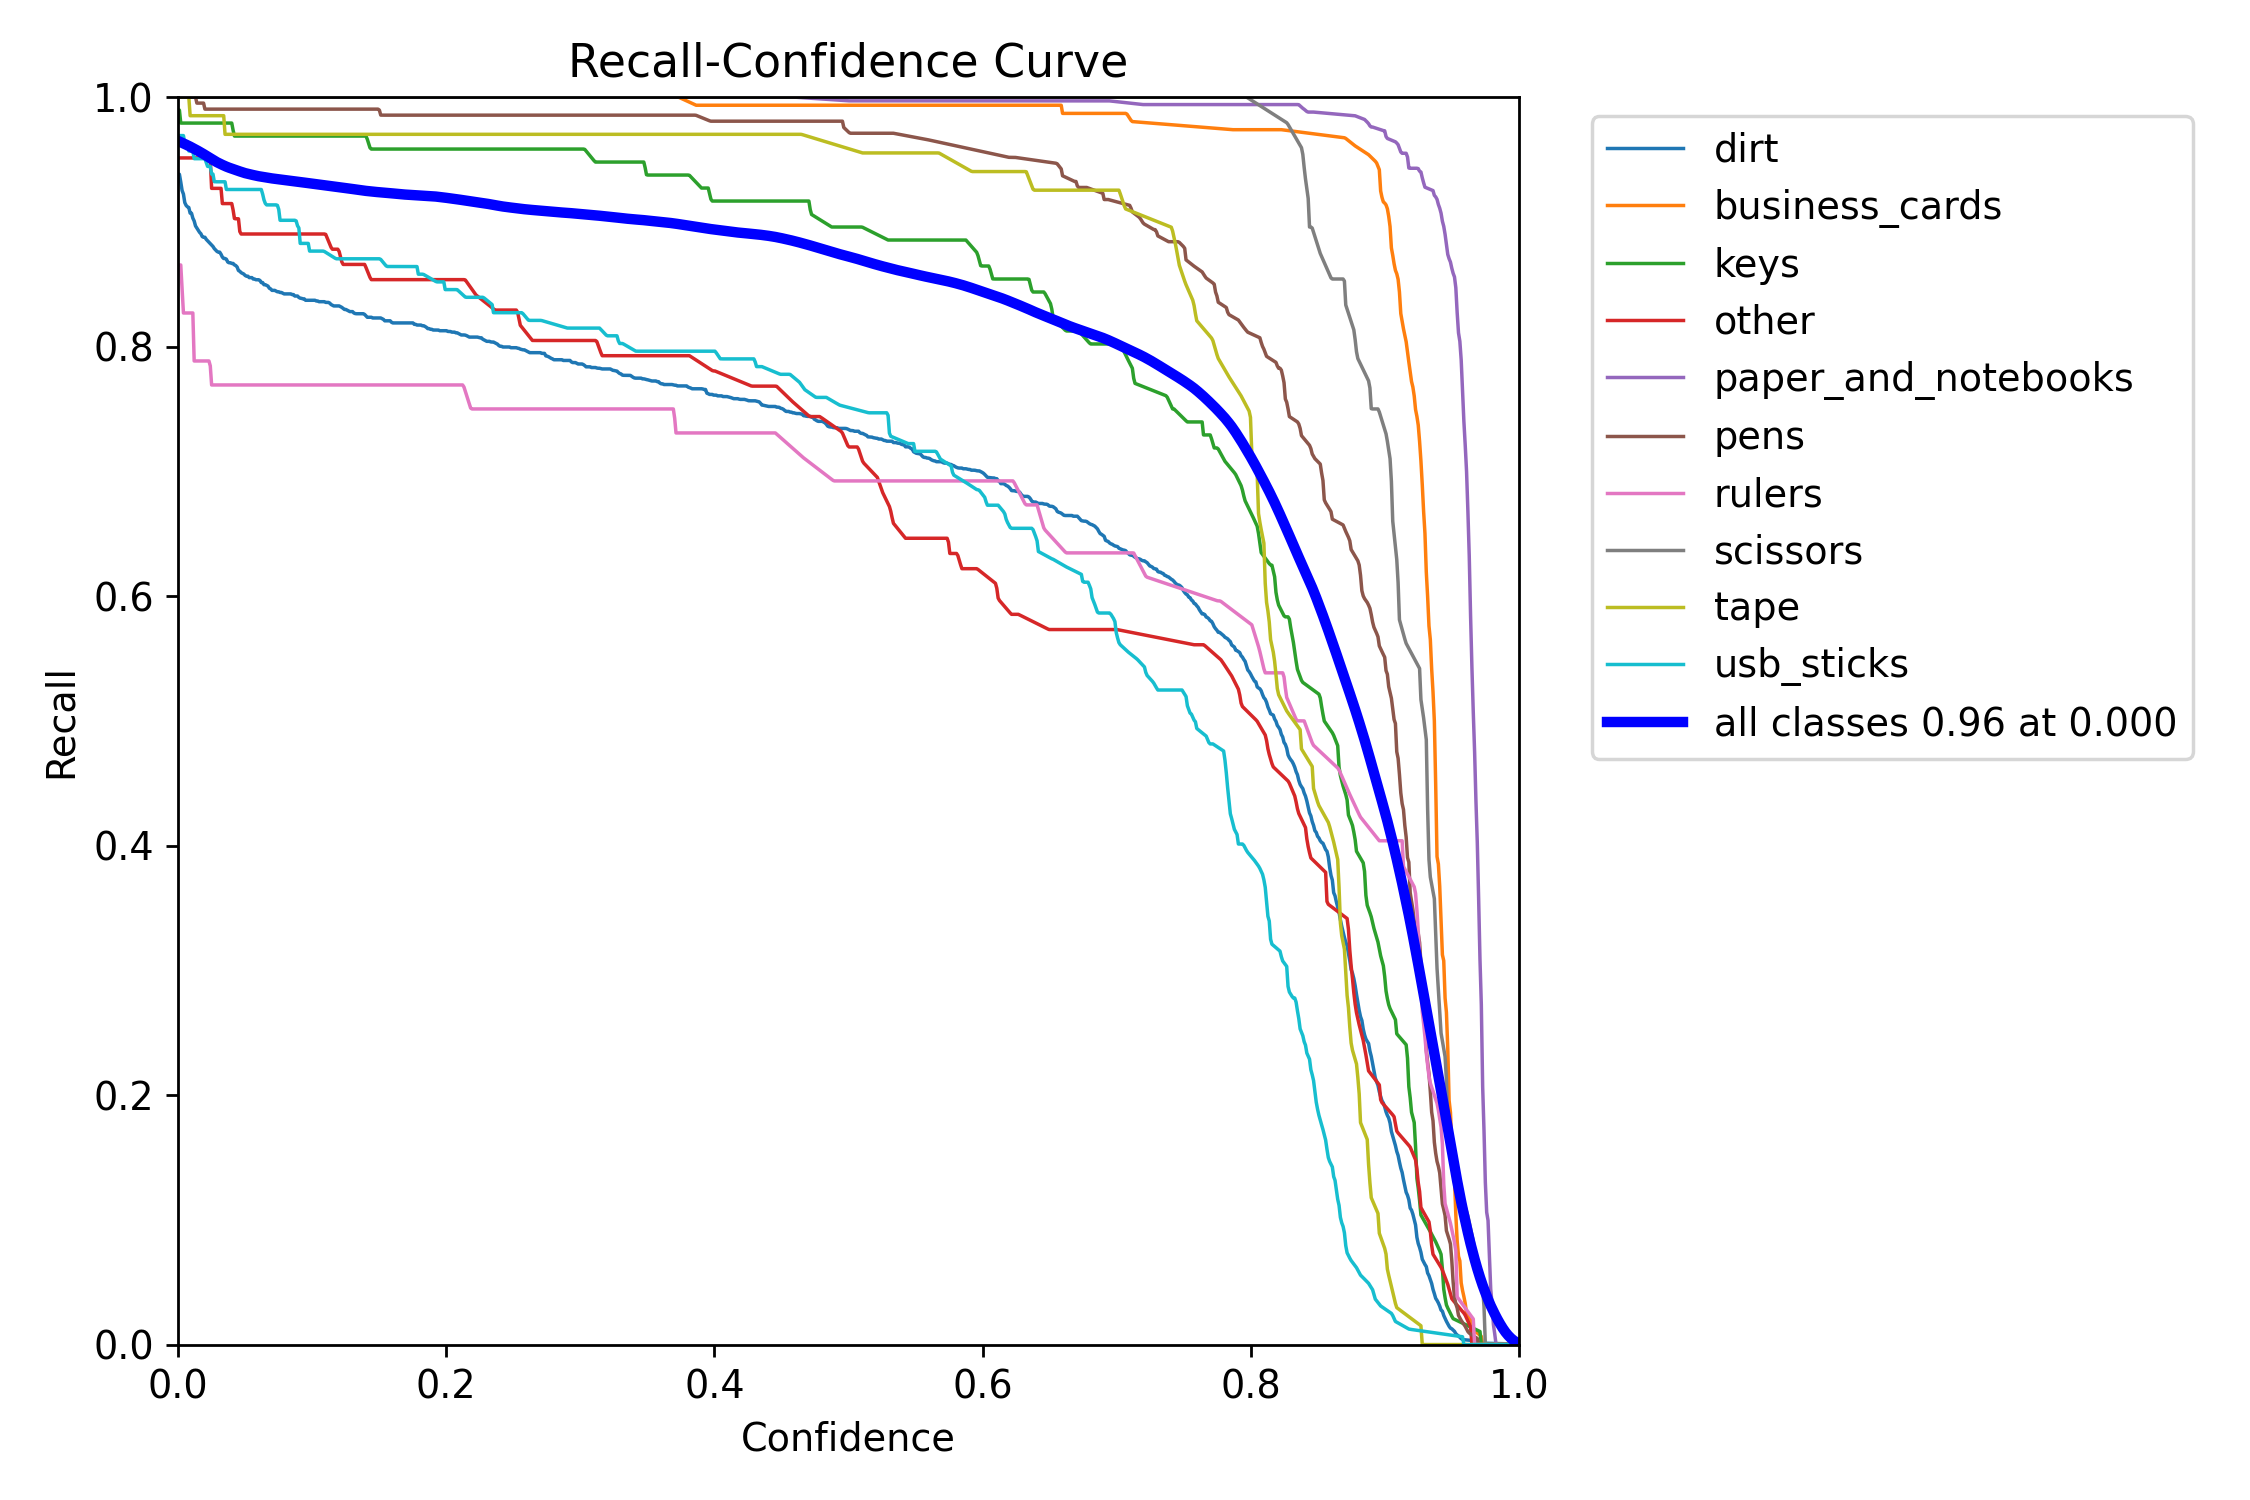 Recall-Confidence Curve
1.0
0.8
0.6
0.4
0.2
0.0
Recall
0.0 0.2 0.4 0.6 0.8 1.0
Confidence
dirt
business_cards
keys
other
paper_and_notebooks
pens
rulers
scissors
tape
usb_sticks
all classes 0.96 at 0.000